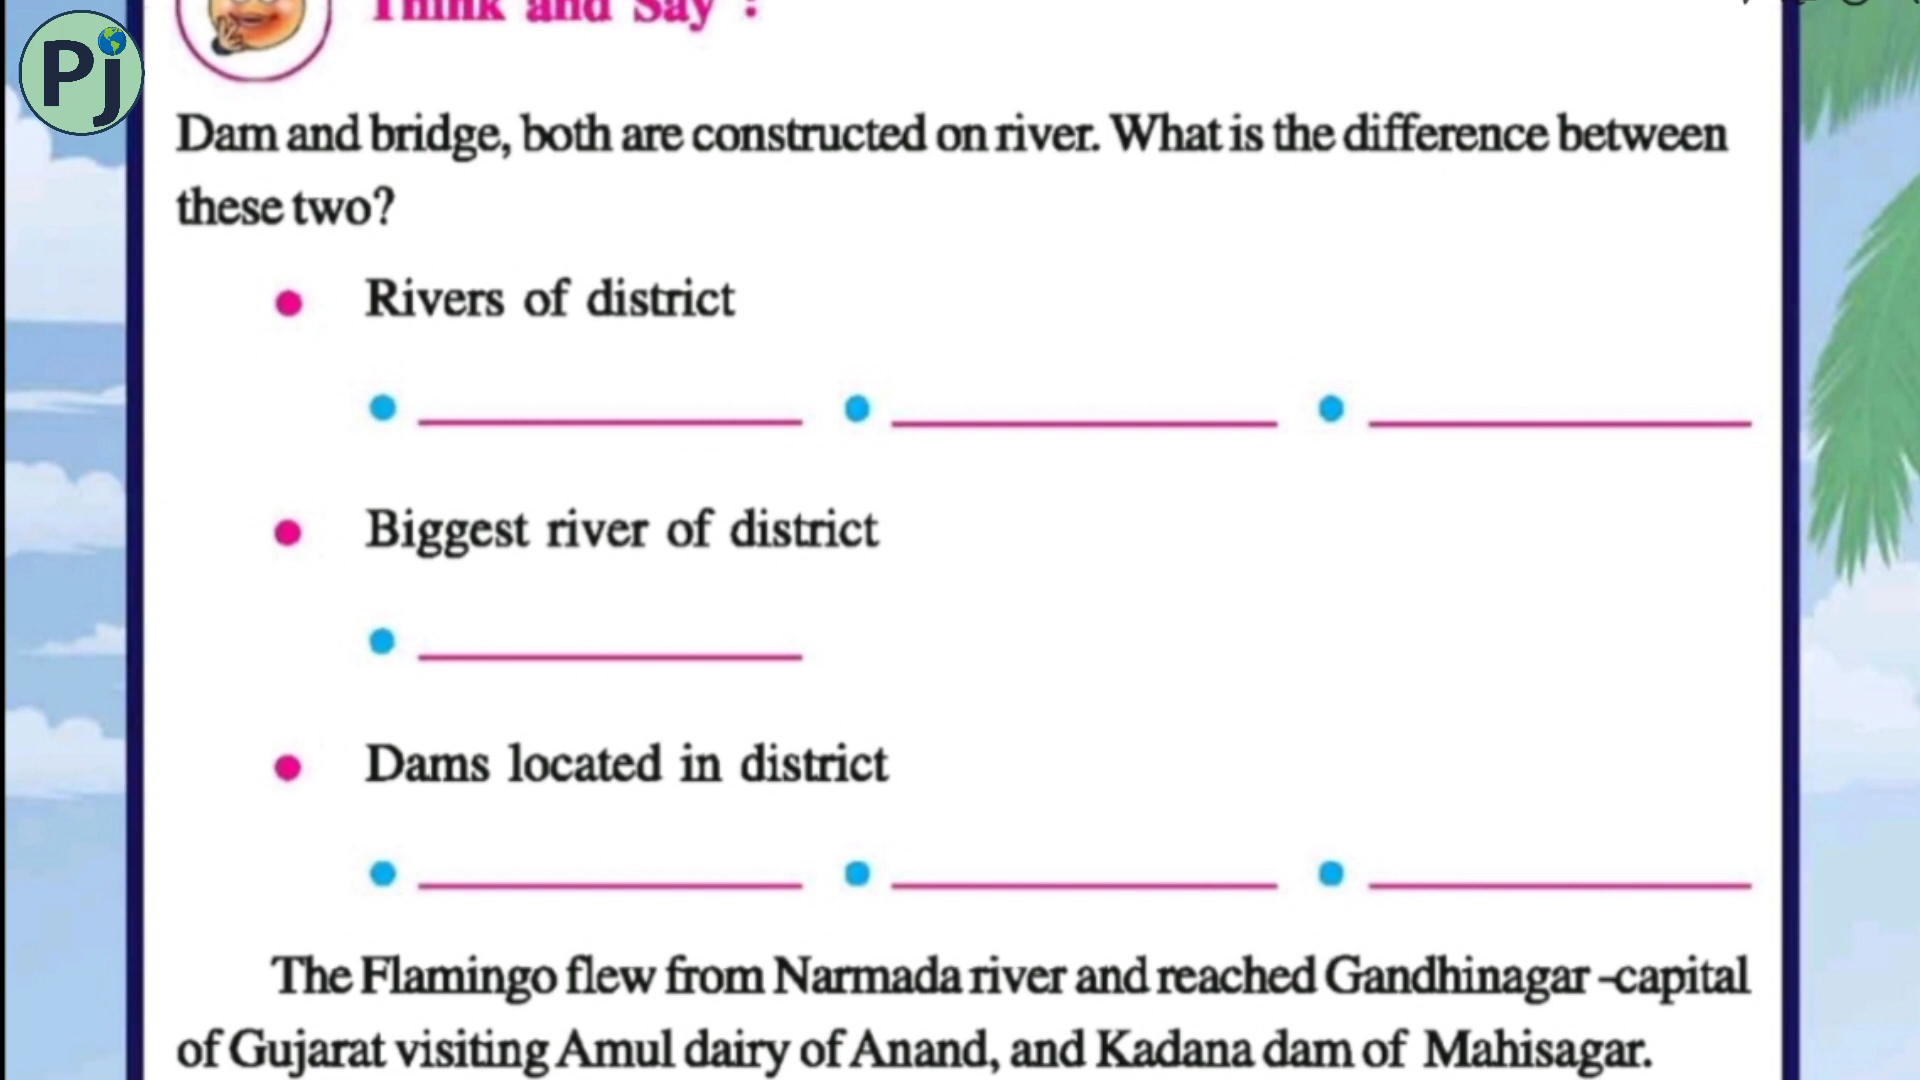 Think and Say :
Pj
Dam and bridge, both are constructed on river. What is the difference between
these two?
Rivers of district
Biggest river of district
Dams located in district
The Flamingo flew from Narmada river and reached Gandhinagar -capital
of Gujarat visiting Amul dairy of Anand, and Kadana dam of Mahisagar.